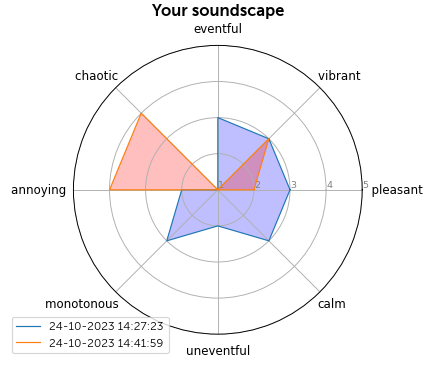 Your soundscape
eventful
chaotic
vibrant
annoying
1 2 3 4 5
pleasant
monotonous
calm
24-10-2023 14:27:23
24-10-2023 14:41:59
uneventful